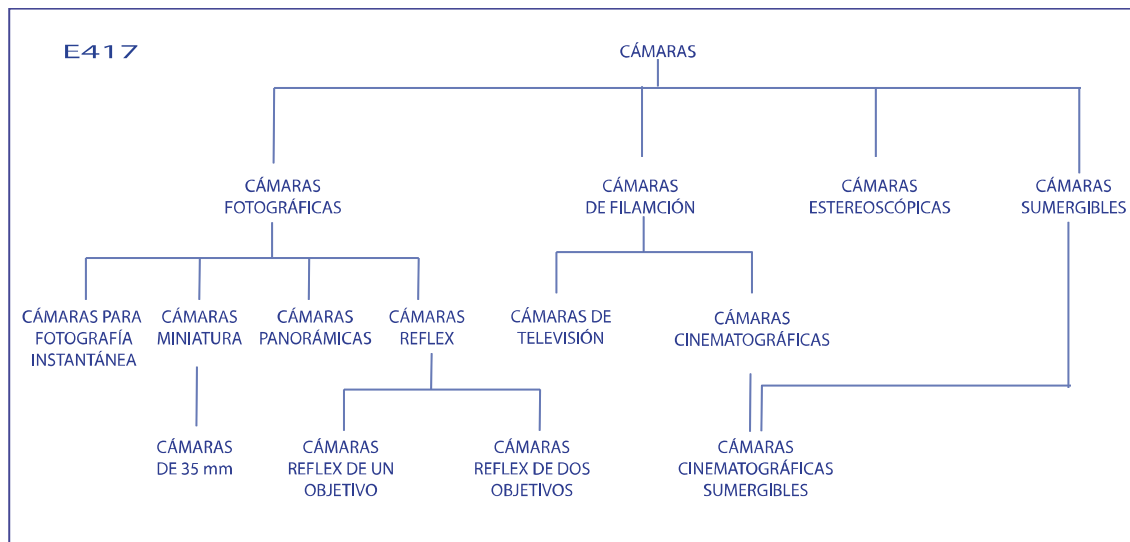 E417
CÁMARAS
CÁMARAS
FOTOGRÁFICAS
CÁMARAS
DE FILAMCIÓN
CÁMARAS
ESTEREOSCÓPICAS
CÁMARAS
SUMERGIBLES
CÁMARAS PARA
FOTOGRAFÍA
INSTANTÁNEA
CÁMARAS
MINIATURA
CÁMARAS
PANORÁMICAS
CÁMARAS
REFLEX
CÁMARAS DE
TELEVISIÓN
CÁMARAS
CINEMATOGRÁFICAS
CÁMARAS
DE 35 mm
CÁMARAS
REFLEX DE UN
OBJETIVO
CÁMARAS
REFLEX DE DOS
OBJETIVOS
CÁMARAS
CINEMATOGRÁFICAS
SUMERGIBLES